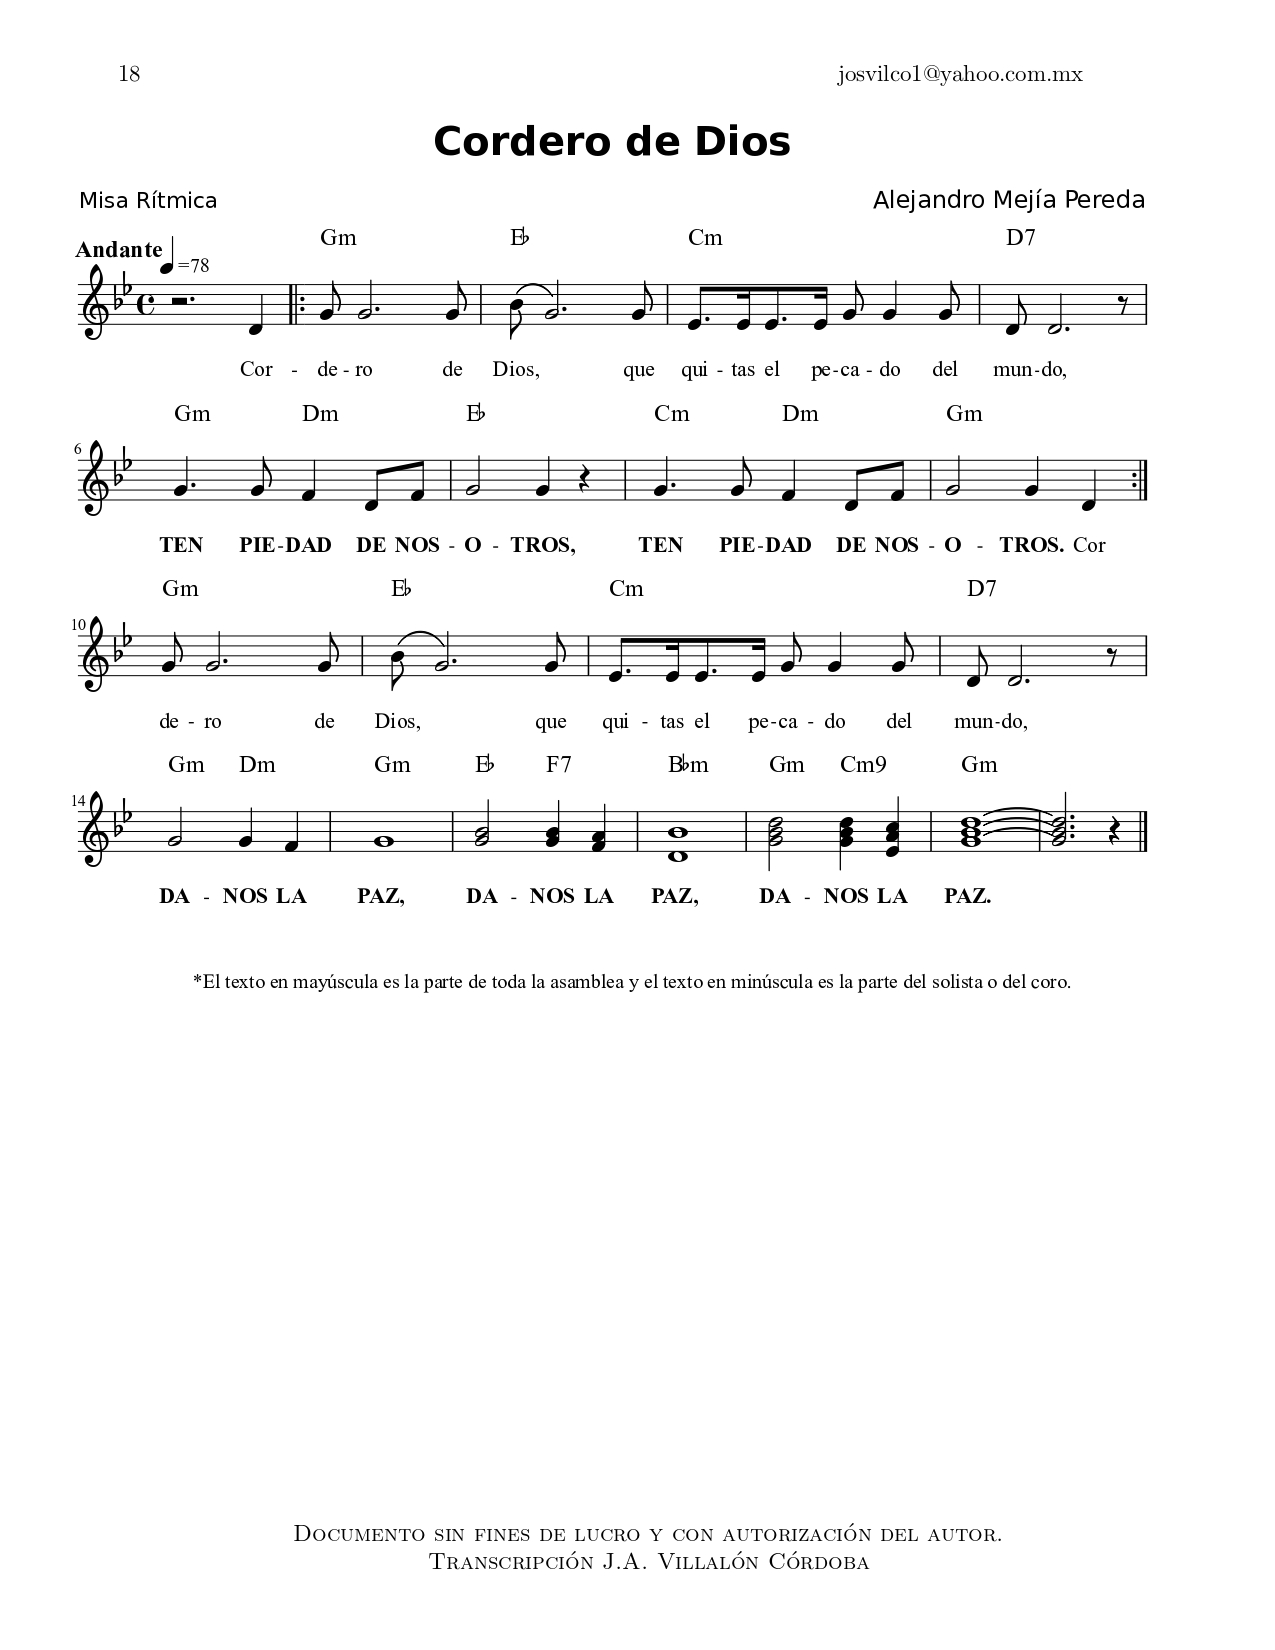 18 josvilco1@yahoo.com.mx
Cordero de Dios
Misa Rítmica Alejandro Mejía Pereda
Andante ♩=78
Gm E♭ Cm D7
Cor - de - ro de Dios, que qui - tas el pe - ca - do del mun - do,
Gm Dm E♭ Cm Dm Gm
6
TEN PIE - DAD DE NOS - O - TROS, TEN PIE - DAD DE NOS - O - TROS. Cor
Gm E♭ Cm D7
10
de - ro de Dios, que qui - tas el pe - ca - do del mun - do,
Gm Dm Gm E♭ F7 B♭m Gm Cm9 Gm
14
DA - NOS LA PAZ, DA - NOS LA PAZ, DA - NOS LA PAZ.
*El texto en mayúscula es la parte de toda la asamblea y el texto en minúscula es la parte del solista o del coro.
Documento sin fines de lucro y con autorización del autor.
Transcripción J.A. Villalón Córdoba